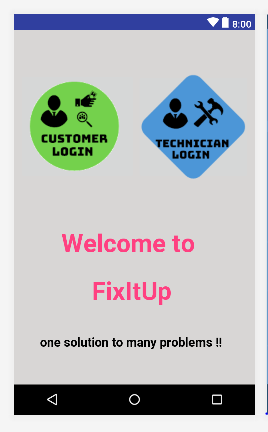 8:00
CUSTOMER
LOGIN
TECHNICIAN
LOGIN
Welcome to
FixItUp
one solution to many problems !!